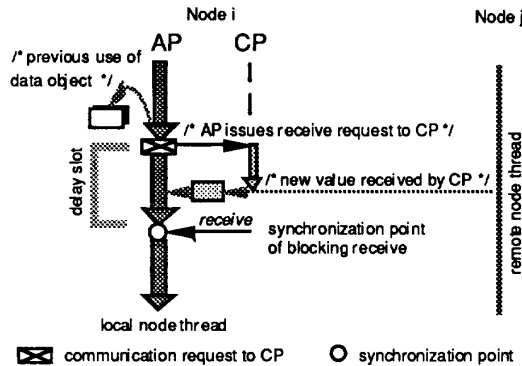 Node i
Node j
AP
CP
/* previous use of
data object */
/* AP issues receive request to CP */
delay slot
/* new value received by CP */
receive
synchronization point
of blocking receive
remote node thread
local node thread
communication request to CP
synchronization point